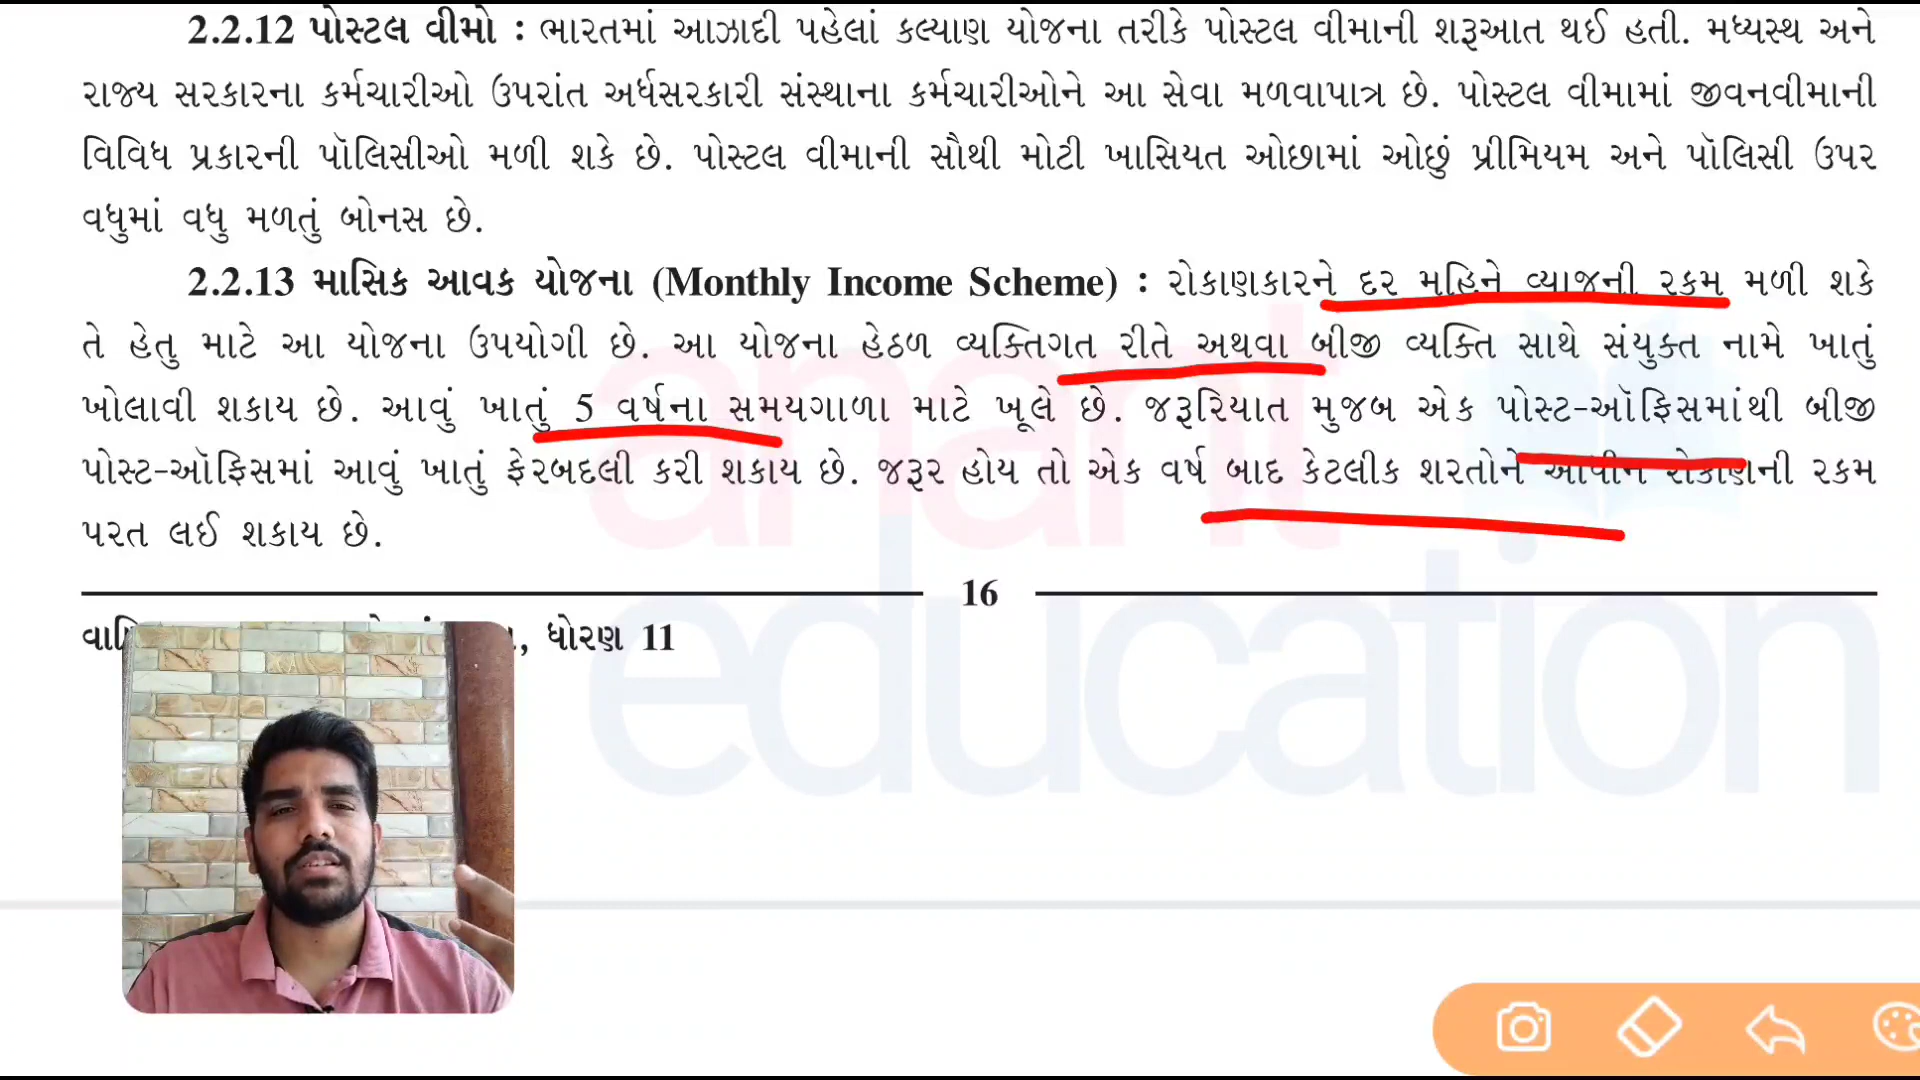 2.2.12 પોસ્ટલ વીમો : ભારતમાં આઝાદી પહેલાં કલ્યાણ યોજના તરીકે પોસ્ટલ વીમાની શરૂઆત થઈ હતી. મધ્યસ્થ અને
રાજ્ય સરકારના કર્મચારીઓ ઉપરાંત અર્ધસરકારી સંસ્થાના કર્મચારીઓને આ સેવા મળવાપાત્ર છે. પોસ્ટલ વીમામાં જીવનવીમાની
વિવિધ પ્રકારની પૉલિસીઓ મળી શકે છે. પોસ્ટલ વીમાની સૌથી મોટી ખાસિયત ઓછામાં ઓછું પ્રીમિયમ અને પૉલિસી ઉપર
વધુમાં વધુ મળતું બોનસ છે.
2.2.13 માસિક આવક યોજના (Monthly Income Scheme) : રોકાણકારને દર મહિને વ્યાજની રકમ મળી શકે
તે હેતુ માટે આ યોજના ઉપયોગી છે. આ યોજના હેઠળ વ્યક્તિગત રીતે અથવા બીજી વ્યક્તિ સાથે સંયુક્ત નામે ખાતું
ખોલાવી શકાય છે. આવું ખાતું 5 વર્ષના સમયગાળા માટે ખૂલે છે. જરૂરિયાત મુજબ એક પોસ્ટ-ઑફિસમાંથી બીજી
પોસ્ટ-ઑફિસમાં આવું ખાતું ફેરબદલી કરી શકાય છે. જરૂર હોય તો એક વર્ષ બાદ કેટલીક શરતોને આધીન રોકાણની રકમ
પરત લઈ શકાય છે.
16
, ધોરણ 11
anant
education